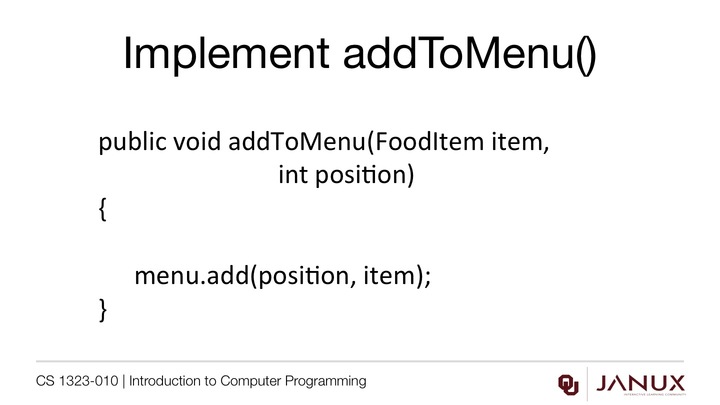 Implement addToMenu()
public void addToMenu(FoodItem item,
int position)
{
menu.add(position, item);
}
CS 1323-010 | Introduction to Computer Programming
OU JANUX
INTERACTIVE LEARNING COMMUNITY